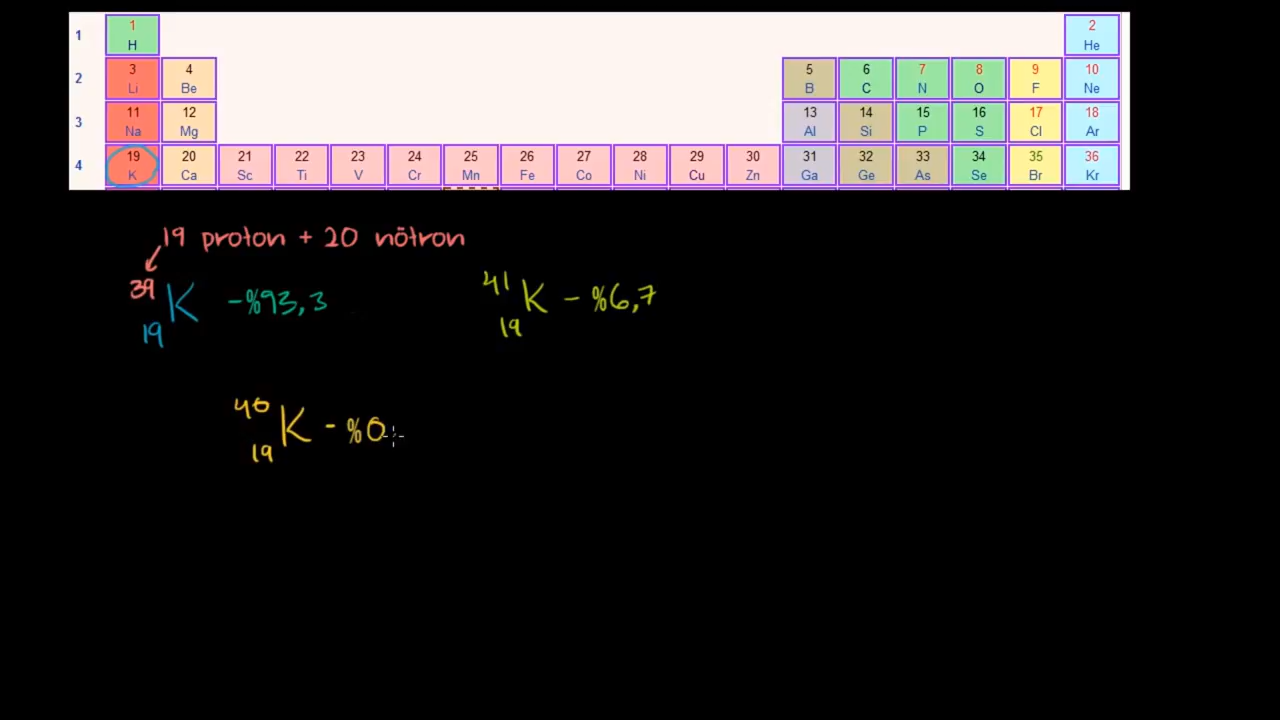 1 2
1 H He
3 4 5 6 7 8 9 10
2 Li Be B C N O F Ne
11 12 13 14 15 16 17 18
3 Na Mg Al Si P S Cl Ar
19 20 21 22 23 24 25 26 27 28 29 30 31 32 33 34 35 36
4 K Ca Sc Ti V Cr Mn Fe Co Ni Cu Zn Ga Ge As Se Br Kr
19 proton + 20 nötron
39 19 K - %93,3
41 19 K - %6,7
40 19 K - %0